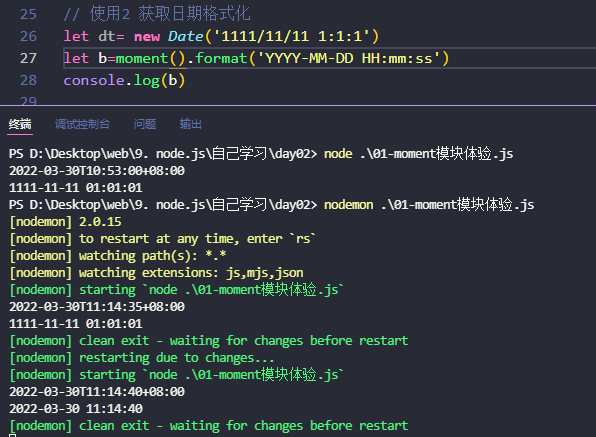 25 // 使用2 获取日期格式化
26 let dt= new Date('1111/11/11 1:1:1')
27 let b=moment().format('YYYY-MM-DD HH:mm:ss')
28 console.log(b)
29
终端 调试控制台 问题 输出
PS D:\Desktop\web\9. node.js\自己学习\day02> node .\01-moment模块体验.js
2022-03-30T10:53:00+08:00
1111-11-11 01:01:01
PS D:\Desktop\web\9. node.js\自己学习\day02> nodemon .\01-moment模块体验.js
[nodemon] 2.0.15
[nodemon] to restart at any time, enter `rs`
[nodemon] watching path(s): *.*
[nodemon] watching extensions: js,mjs,json
[nodemon] starting `node .\01-moment模块体验.js`
2022-03-30T11:14:35+08:00
1111-11-11 01:01:01
[nodemon] clean exit - waiting for changes before restart
[nodemon] restarting due to changes...
[nodemon] starting `node .\01-moment模块体验.js`
2022-03-30T11:14:40+08:00
2022-03-30 11:14:40
[nodemon] clean exit - waiting for changes before restart